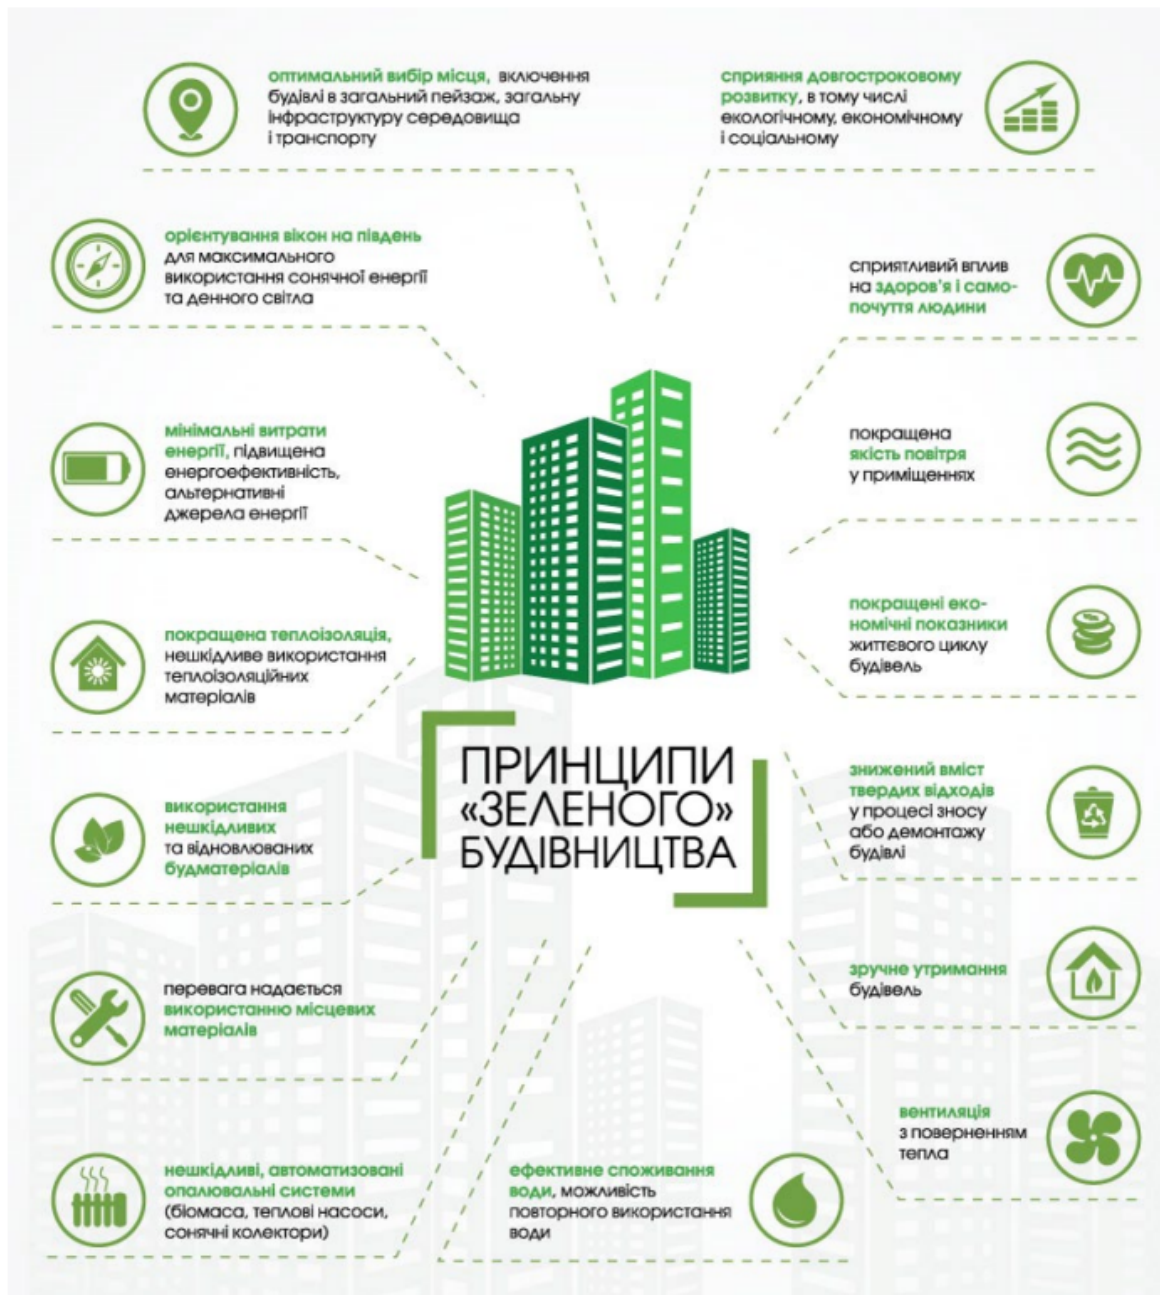 оптимальний вибір місця, включення
будівлі в загальний пейзаж, загальну
інфраструктуру середовища
і транспорту
сприяння довгостроковому
розвитку, в тому числі
екологічному, економічному
і соціальному
орієнтування вікон на південь
для максимального
використання сонячної енергії
та денного світла
сприятливий вплив
на здоров'я і само-
почуття людини
мінімальні витрати
енергії, підвищена
енергоефективність,
альтернативні
джерела енергії
покращена
якість повітря
у приміщеннях
покращена теплоізоляція,
нешкідливе використання
теплоізоляційних
матеріалів
покращені еко-
номічні показники
життєвого циклу
будівель
ПРИНЦИПИ
«ЗЕЛЕНОГО»
БУДІВНИЦТВА
використання
нешкідливих
та відновлюваних
будматеріалів
знижений вміст
твердих відходів
у процесі зносу
або демонтажу
будівлі
перевага надається
використанню місцевих
матеріалів
зручне утримання
будівель
нешкідливі, автоматизовані
опалювальні системи
(біомаса, теплові насоси,
сонячні колектори)
ефективне споживання
води, можливість
повторного використання
води
вентиляція
з поверненням
тепла